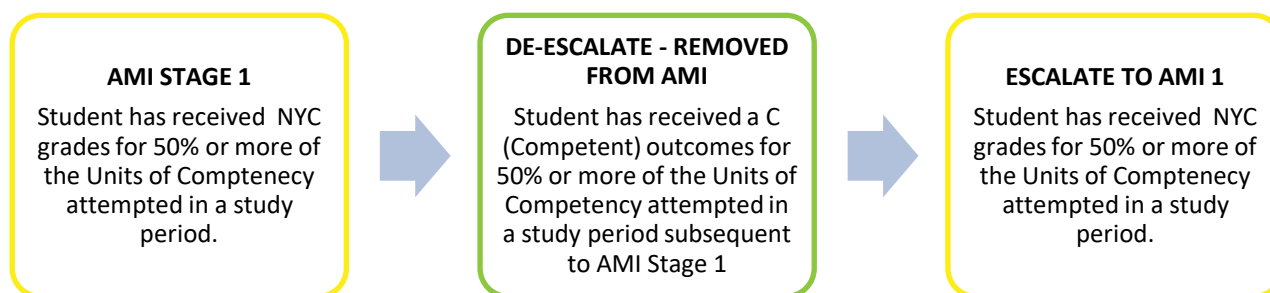 AMI STAGE 1
Student has received NYC
grades for 50% or more of
the Units of Comptenecy
attempted in a study
period.
DE-ESCALATE - REMOVED
FROM AMI
Student has received a C
(Competent) outcomes for
50% or more of the Units of
Competency attempted in
a study period subsequent
to AMI Stage 1
ESCALATE TO AMI 1
Student has received NYC
grades for 50% or more of
the Units of Comptenecy
attempted in a study
period.